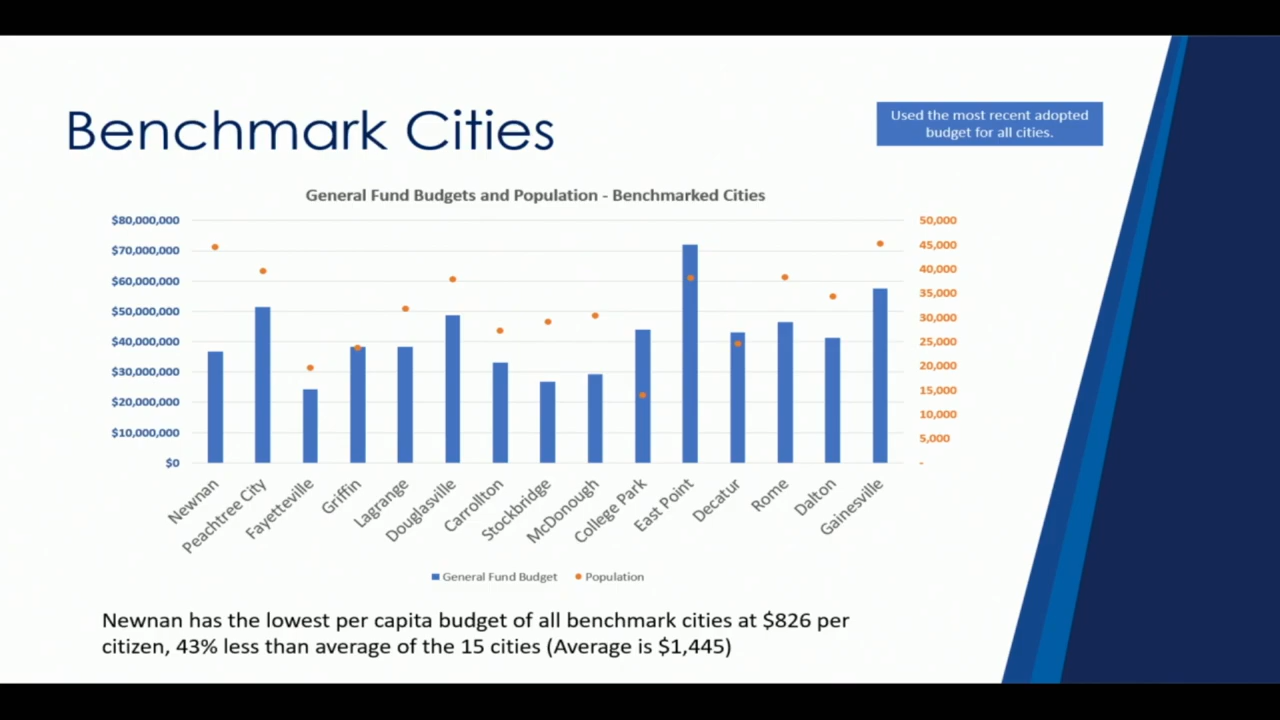 Benchmark Cities
Used the most recent adopted
budget for all cities.
General Fund Budgets and Population - Benchmarked Cities
$80,000,000
$70,000,000
$60,000,000
$50,000,000
$40,000,000
$30,000,000
$20,000,000
$10,000,000
$0
50,000
45,000
40,000
35,000
30,000
25,000
20,000
15,000
10,000
5,000
-
Newnan
Peachtree City
Fayetteville
Griffin
Lagrange
Douglasville
Carrollton
Stockbridge
McDonough
College Park
East Point
Decatur
Rome
Dalton
Gainesville
General Fund Budget
Population
Newnan has the lowest per capita budget of all benchmark cities at $826 per
citizen, 43% less than average of the 15 cities (Average is $1,445)